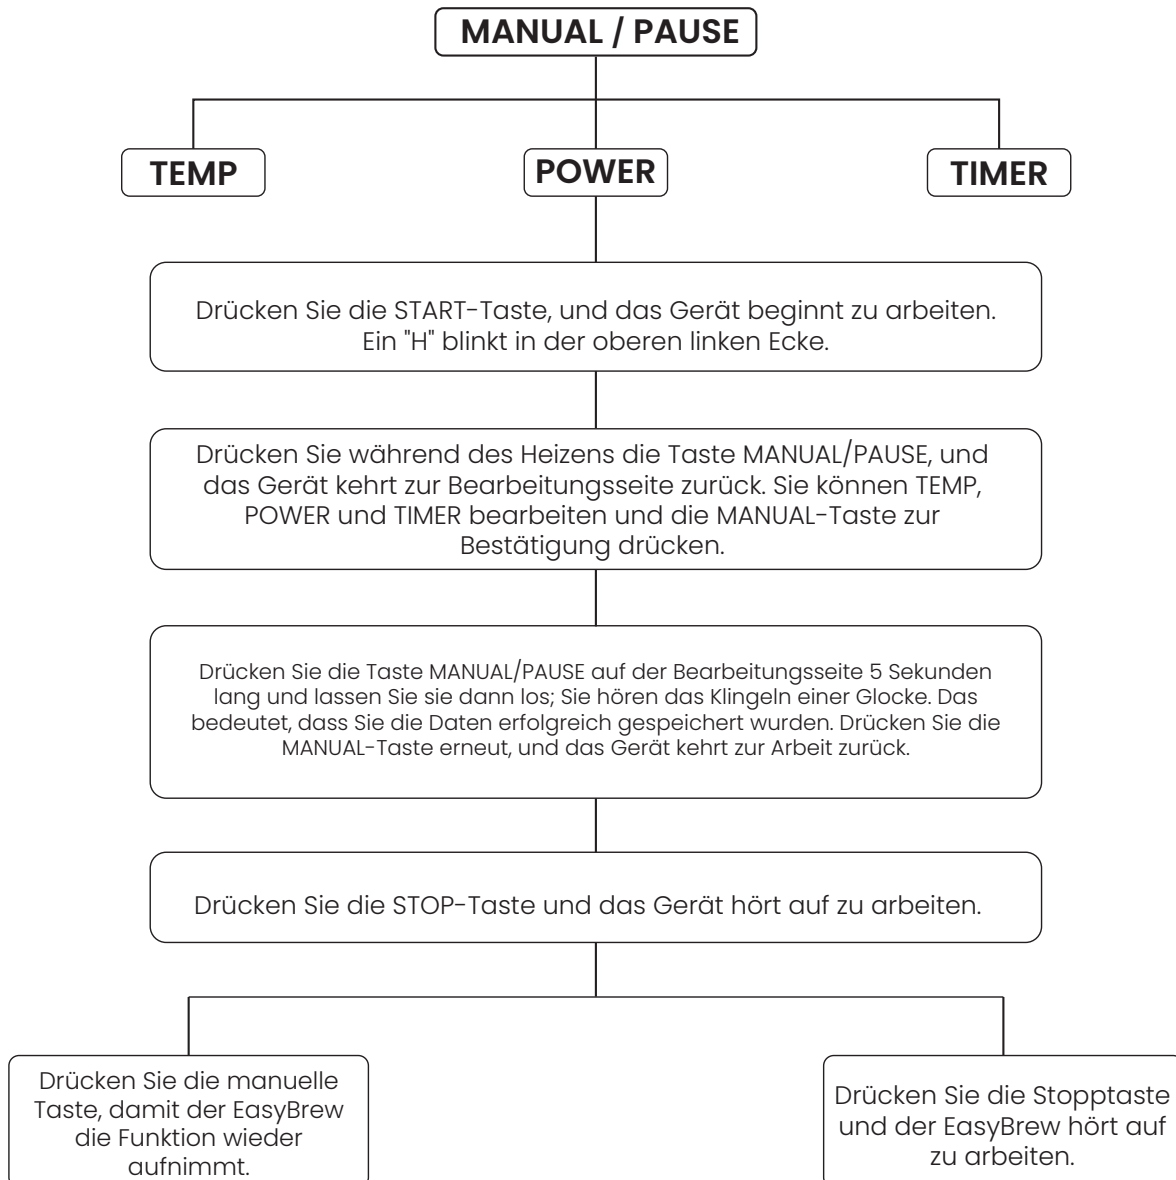 MANUAL / PAUSE
TEMP
POWER
TIMER
Drücken Sie die START-Taste, und das Gerät beginnt zu arbeiten.
Ein "H" blinkt in der oberen linken Ecke.
Drücken Sie während des Heizens die Taste MANUAL/PAUSE, und
das Gerät kehrt zur Bearbeitungsseite zurück. Sie können TEMP,
POWER und TIMER bearbeiten und die MANUAL-Taste zur
Bestätigung drücken.
Drücken Sie die Taste MANUAL/PAUSE auf der Bearbeitungsseite 5 Sekunden
lang und lassen Sie sie dann los; Sie hören das Klingeln einer Glocke. Das
bedeutet, dass Sie die Daten erfolgreich gespeichert wurden. Drücken Sie die
MANUAL-Taste erneut, und das Gerät kehrt zur Arbeit zurück.
Drücken Sie die STOP-Taste und das Gerät hört auf zu arbeiten.
Drücken Sie die manuelle
Taste, damit der EasyBrew
die Funktion wieder
aufnimmt.
Drücken Sie die Stopptaste
und der EasyBrew hört auf
zu arbeiten.